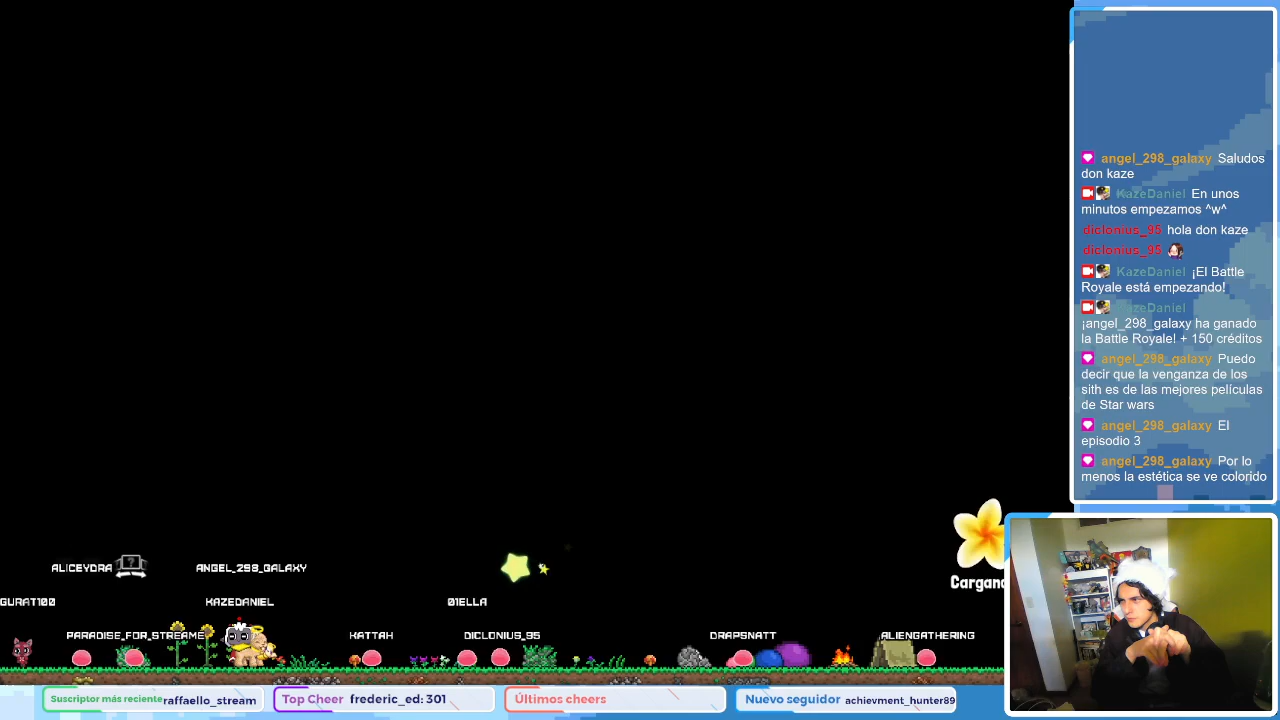 angel_298_galaxy Saludos
don kaze
KazeDaniel En unos
minutos empezamos ^w^
diclonius_95 hola don kaze
diclonius_95
KazeDaniel ¡El Battle
Royale está empezando!
KazeDaniel
¡angel_298_galaxy ha ganado
la Battle Royale! + 150 créditos
angel_298_galaxy Puedo
decir que la venganza de los
sith es de las mejores películas
de Star wars
angel_298_galaxy El
episodio 3
angel_298_galaxy Por lo
menos la estética se ve colorido
ALICEYDRA ANGEL_298_GALAXY
Cargand
GURAT100 KAZEDANIEL 01ELLA
PARADISE_FOR_STREAME KATTAH DICLONIUS_95 DRAPSNATT ALIENGATHERING
Suscriptor más reciente raffaello_stream Top Cheer frederic_ed: 301 Últimos cheers Nuevo seguidor achievment_hunter89